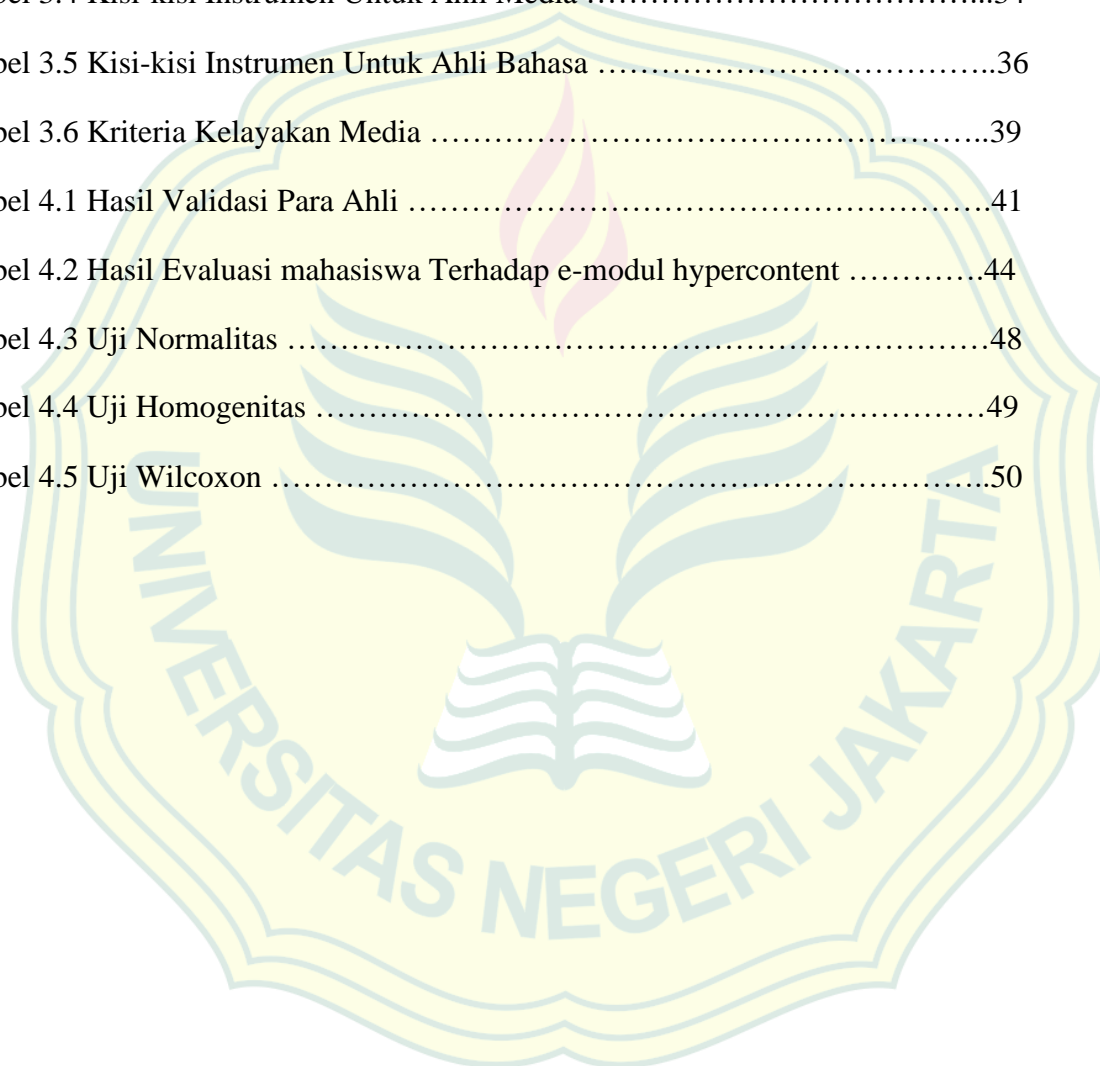 bel 3.4 Kisi-kisi Instrumen Untuk Ahli Media …………………………………...34
bel 3.5 Kisi-kisi Instrumen Untuk Ahli Bahasa ………………………………..36
bel 3.6 Kriteria Kelayakan Media ……………………………………………..39
bel 4.1 Hasil Validasi Para Ahli ……………………………………………….41
bel 4.2 Hasil Evaluasi mahasiswa Terhadap e-modul hypercontent ………….44
bel 4.3 Uji Normalitas …………………………………………………………48
bel 4.4 Uji Homogenitas ………………………………………………………49
bel 4.5 Uji Wilcoxon …………………………………………………………...50
UNIVERSITAS NEGERI JAKARTA